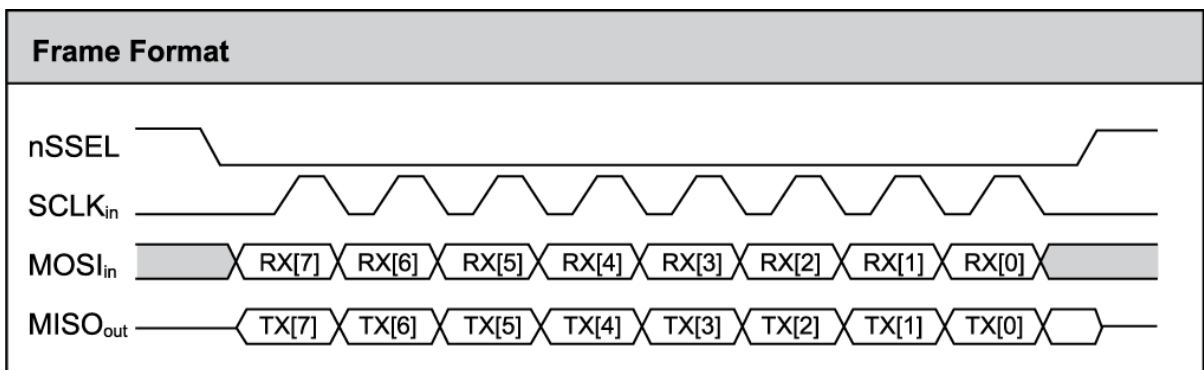 Frame Format
nSSEL
SCLKin
MOSIin RX[7] RX[6] RX[5] RX[4] RX[3] RX[2] RX[1] RX[0]
MISOout TX[7] TX[6] TX[5] TX[4] TX[3] TX[2] TX[1] TX[0]